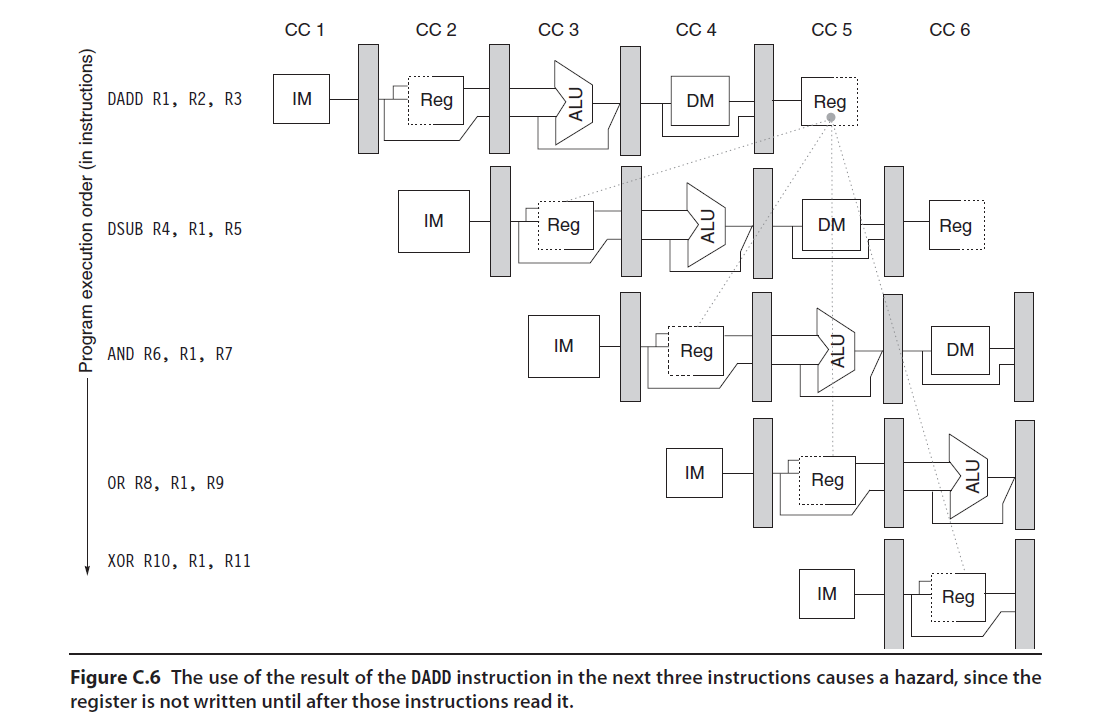 CC 1 CC 2 CC 3 CC 4 CC 5 CC 6
Program execution order (in instructions)
DADD R1, R2, R3 IM Reg ALU DM Reg
DSUB R4, R1, R5 IM Reg ALU DM Reg
AND R6, R1, R7 IM Reg ALU DM
OR R8, R1, R9 IM Reg ALU
XOR R10, R1, R11 IM Reg
Figure C.6 The use of the result of the DADD instruction in the next three instructions causes a hazard, since the
register is not written until after those instructions read it.